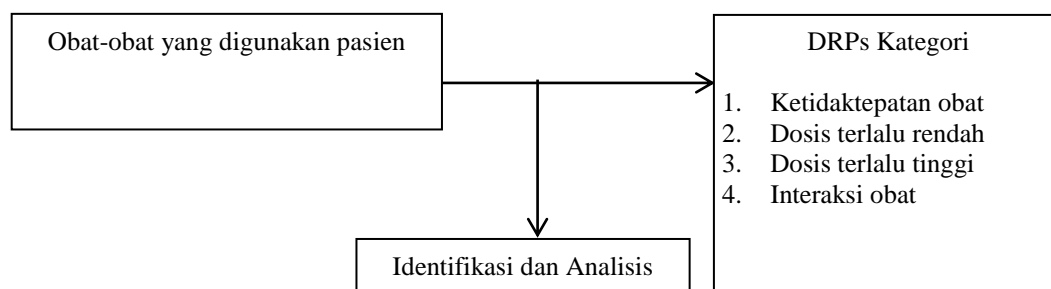 Obat-obat yang digunakan pasien
DRPs Kategori
1. Ketidaktepatan obat
2. Dosis terlalu rendah
3. Dosis terlalu tinggi
4. Interaksi obat
Identifikasi dan Analisis